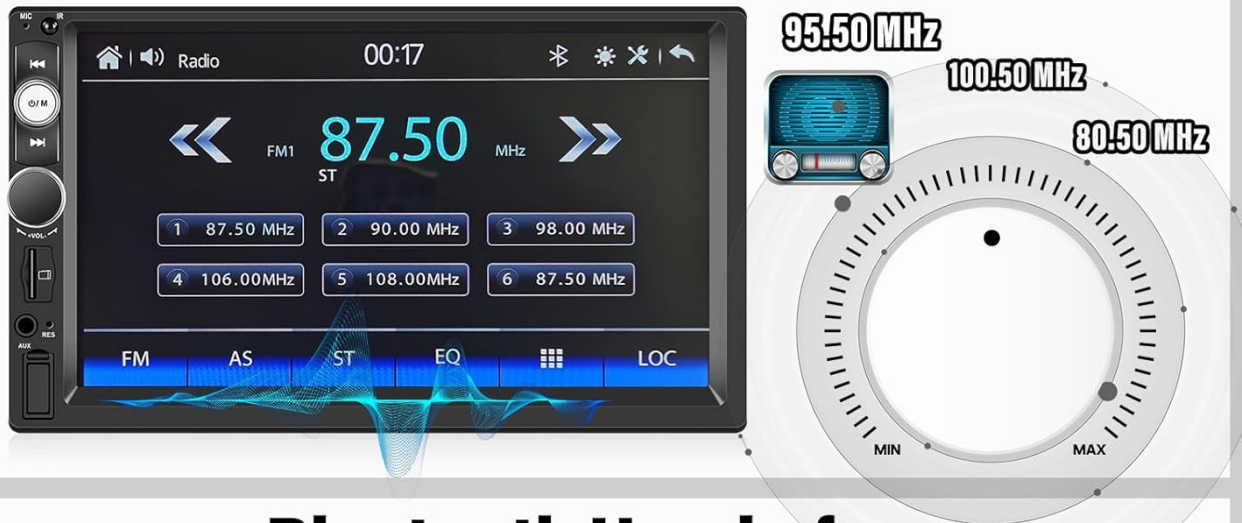 MIC IR
Radio 00:17
⏻/M
FM1 87.50 MHz
ST
1 87.50 MHz 2 90.00 MHz 3 98.00 MHz
4 106.00MHz 5 108.00MHz 6 87.50 MHz
+VOL-
RES
AUX
FM AS ST EQ LOC
95.50 MHz
100.50 MHz
80.50 MHz
MIN MAX